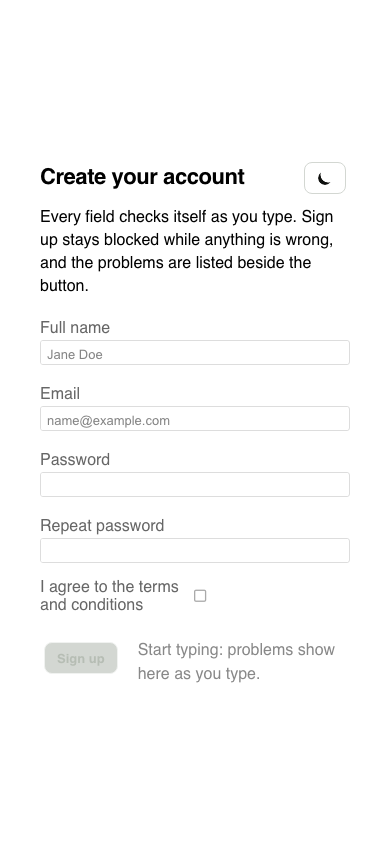 Create your account
Every field checks itself as you type. Sign
up stays blocked while anything is wrong,
and the problems are listed beside the
button.
Full name
Jane Doe
Email
name@example.com
Password
Repeat password
I agree to the terms
and conditions
Sign up
Start typing: problems show
here as you type.